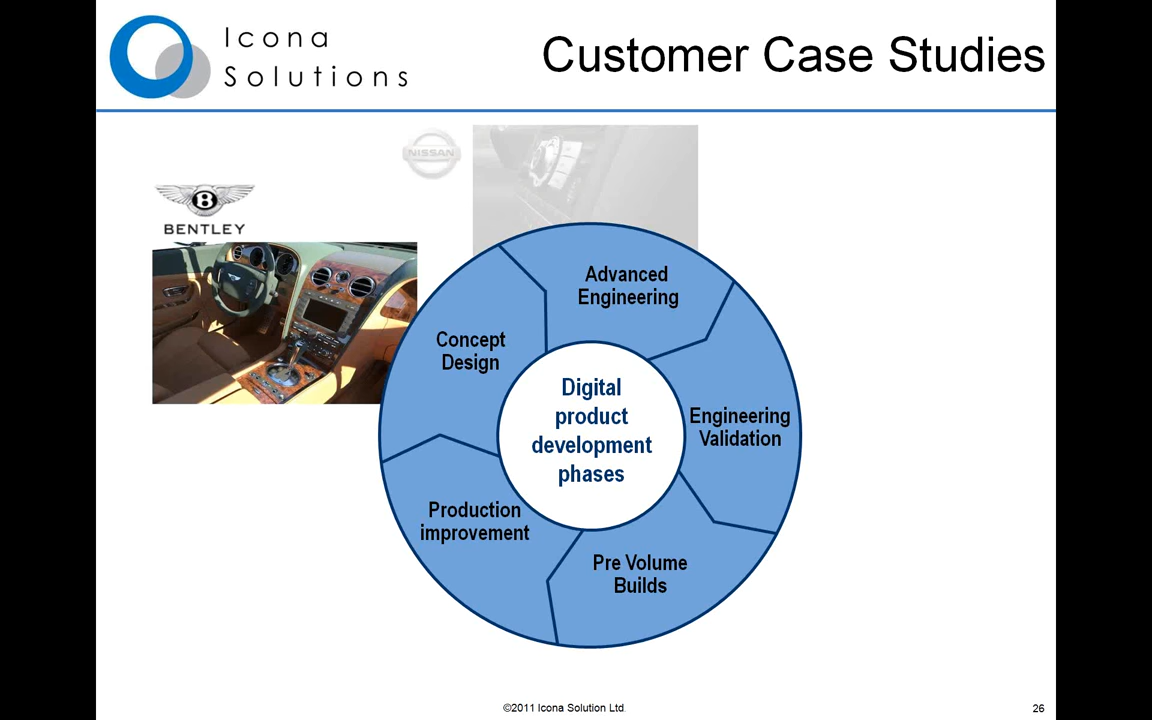 Icona
Solutions
Customer Case Studies
NISSAN
B
BENTLEY
Advanced
Engineering
Concept
Design
Digital
product
development
phases
Engineering
Validation
Production
improvement
Pre Volume
Builds
©2011 Icona Solution Ltd.
26